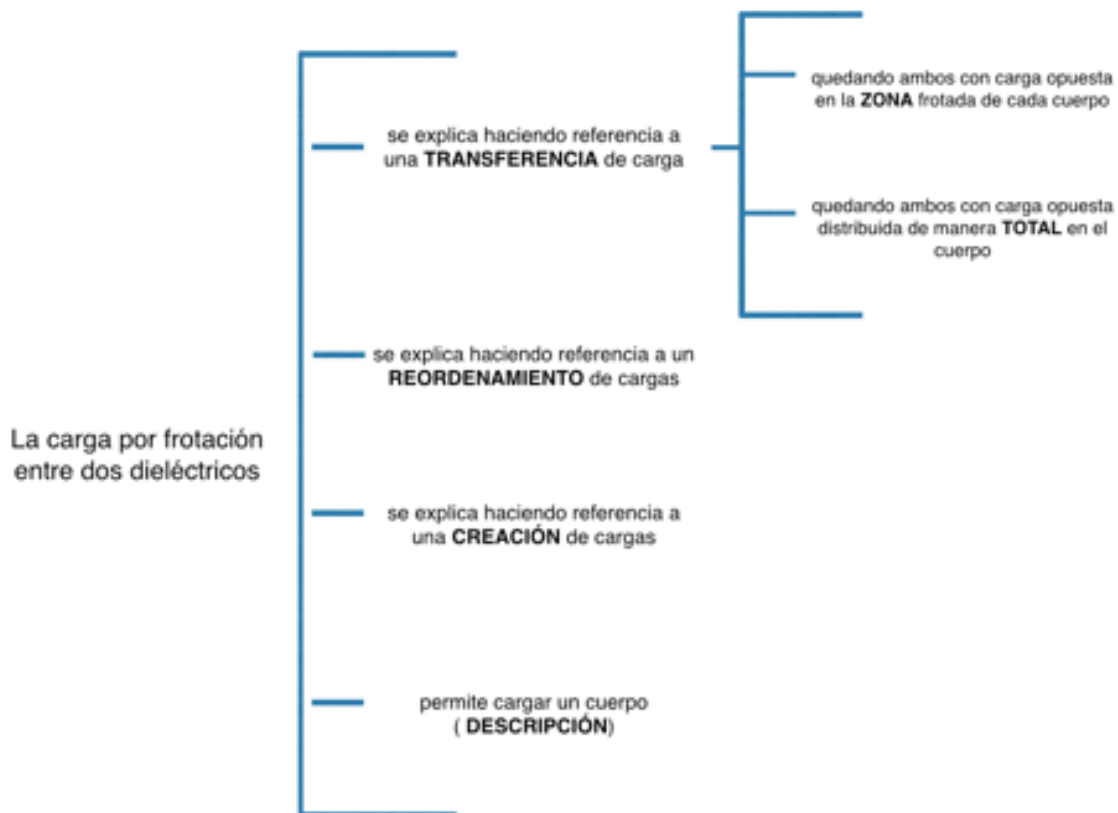 quedando ambos con carga opuesta
en la ZONA frotada de cada cuerpo
se explica haciendo referencia a
una TRANSFERENCIA de carga
quedando ambos con carga opuesta
distribuida de manera TOTAL en el
cuerpo
se explica haciendo referencia a un
REORDENAMIENTO de cargas
La carga por frotación
entre dos dieléctricos
se explica haciendo referencia a
una CREACIÓN de cargas
permite cargar un cuerpo
( DESCRIPCIÓN)